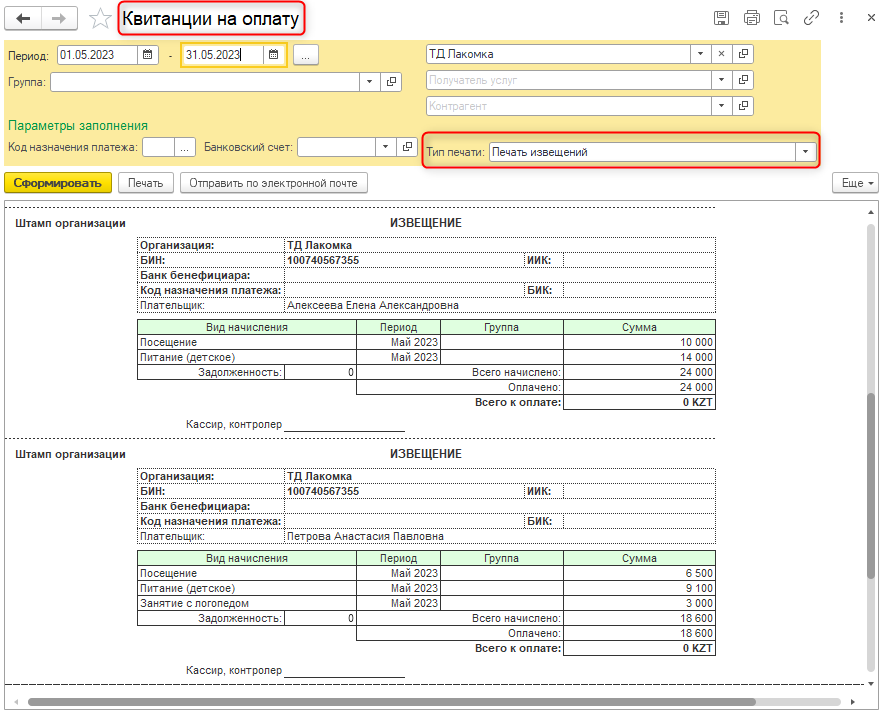 Квитанции на оплату
Период: 01.05.2023 - 31.05.2023 ... ТД Лакомка
Группа: Получатель услуг
Контрагент
Параметры заполнения
Код назначения платежа: ... Банковский счет: Тип печати: Печать извещений
Сформировать Печать Отправить по электронной почте Еще
Штамп организации ИЗВЕЩЕНИЕ
Организация: ТД Лакомка
БИН: 100740567355 ИИК:
Банк бенефициара:
Код назначения платежа: БИК:
Плательщик: Алексеева Елена Александровна
Вид начисления Период Группа Сумма
Посещение Май 2023 10 000
Питание (детское) Май 2023 14 000
Задолженность: 0 Всего начислено: 24 000
Оплачено: 24 000
Всего к оплате: 0 KZT
Кассир, контролер
Штамп организации ИЗВЕЩЕНИЕ
Организация: ТД Лакомка
БИН: 100740567355 ИИК:
Банк бенефициара:
Код назначения платежа: БИК:
Плательщик: Петрова Анастасия Павловна
Вид начисления Период Группа Сумма
Посещение Май 2023 6 500
Питание (детское) Май 2023 9 100
Занятие с логопедом Май 2023 3 000
Задолженность: 0 Всего начислено: 18 600
Оплачено: 18 600
Всего к оплате: 0 KZT
Кассир, контролер